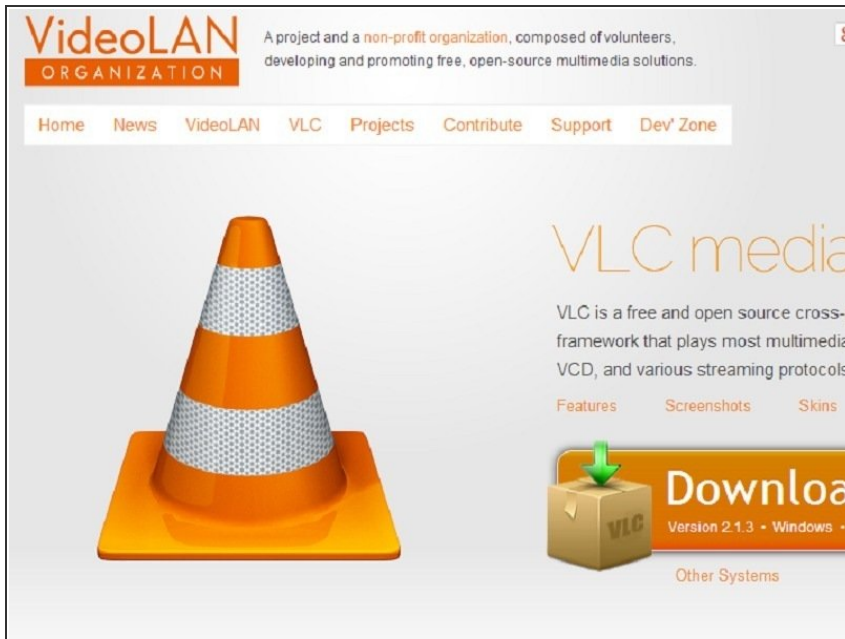 VideoLAN
ORGANIZATION
A project and a non-profit organization, composed of volunteers,
developing and promoting free, open-source multimedia solutions.
Home News VideoLAN VLC Projects Contribute Support Dev' Zone
VLC media
VLC is a free and open source cross-
framework that plays most multimedia
VCD, and various streaming protocols
Features Screenshots Skins
Downloa
Version 2.1.3 • Windows •
VLC
Other Systems